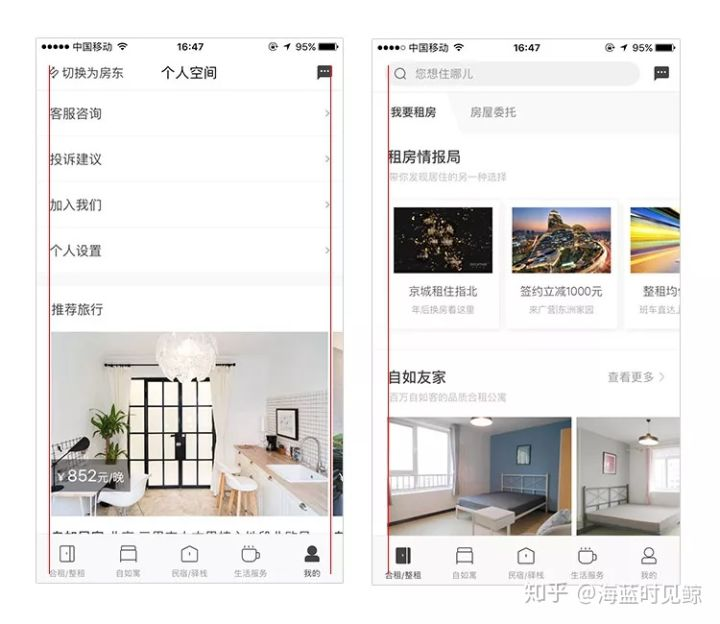 中国移动
16:47
95%
切换为房东
个人空间
客服咨询
投诉建议
加入我们
个人设置
推荐旅行
¥852元/晚
合租/整租
自如寓
民宿/驿栈
生活服务
我的
中国移动
16:47
95%
您想住哪儿
我要租房
房屋委托
租房情报局
带你发现居住的另一种选择
京城租住指北
年后换房看这里
签约立减1000元
来广营|东洲家园
整租均
班车直达
自如友家
查看更多
百万自如客的品质合租公寓
合租/整租
自如寓
民宿/驿栈
生活服务
我的
知乎 @海蓝时见鲸